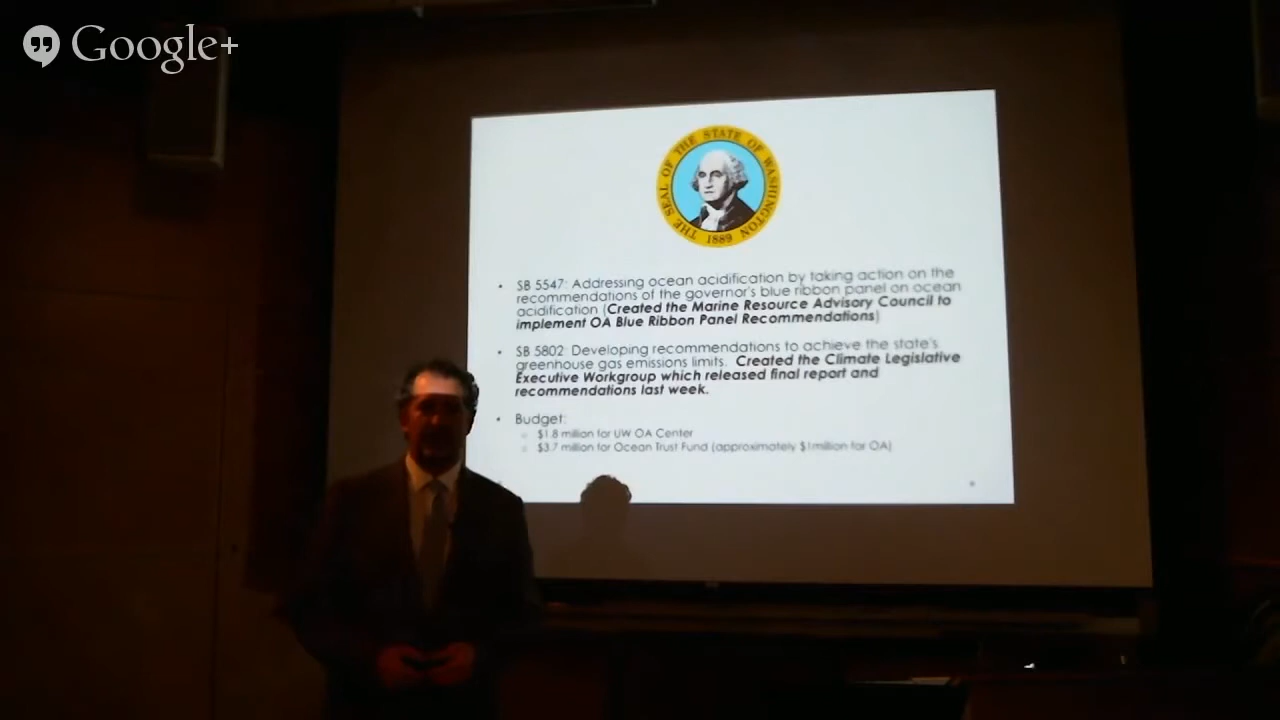 Google+
THE SEAL OF THE STATE OF WASHINGTON
1889
• SB 5547: Addressing ocean acidification by taking action on the
recommendations of the governor's blue ribbon panel on ocean
acidification (Created the Marine Resource Advisory Council to
implement OA Blue Ribbon Panel Recommendations)
• SB 5802: Developing recommendations to achieve the state's
greenhouse gas emissions limits. Created the Climate Legislative
Executive Workgroup which released final report and
recommendations last week.
• Budget:
○ $1.8 million for UW OA Center
○ $3.7 million for Ocean Trust Fund (approximately $1million for OA)